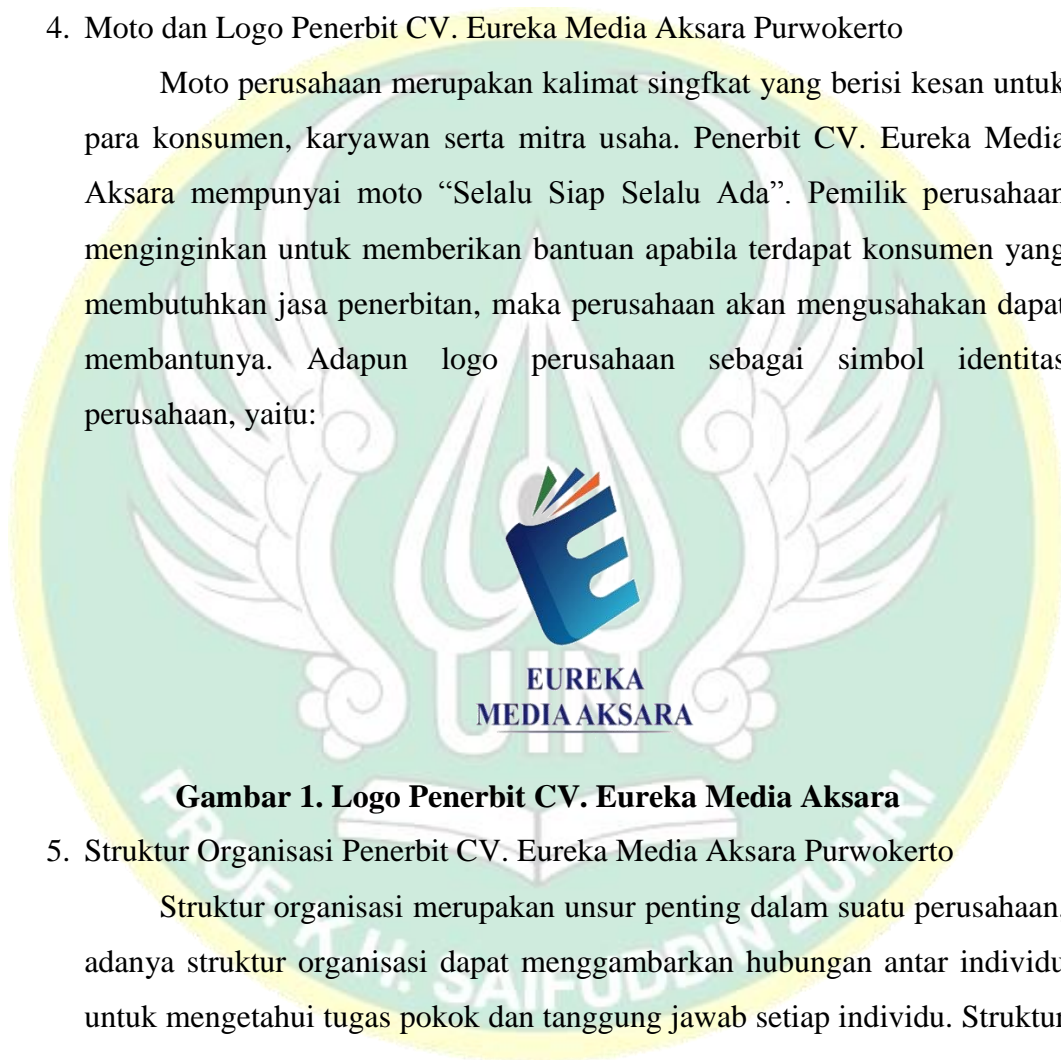 4. Moto dan Logo Penerbit CV. Eureka Media Aksara Purwokerto
Moto perusahaan merupakan kalimat singfkat yang berisi kesan untuk
para konsumen, karyawan serta mitra usaha. Penerbit CV. Eureka Media
Aksara mempunyai moto “Selalu Siap Selalu Ada”. Pemilik perusahaan
menginginkan untuk memberikan bantuan apabila terdapat konsumen yang
membutuhkan jasa penerbitan, maka perusahaan akan mengusahakan dapat
membantunya. Adapun logo perusahaan sebagai simbol identitas
perusahaan, yaitu:
EUREKA
MEDIA AKSARA
UIN
Gambar 1. Logo Penerbit CV. Eureka Media Aksara
5. Struktur Organisasi Penerbit CV. Eureka Media Aksara Purwokerto
Struktur organisasi merupakan unsur penting dalam suatu perusahaan,
adanya struktur organisasi dapat menggambarkan hubungan antar individu
untuk mengetahui tugas pokok dan tanggung jawab setiap individu. Struktur
PROF. K.H. SAIFUDDIN ZUHRI